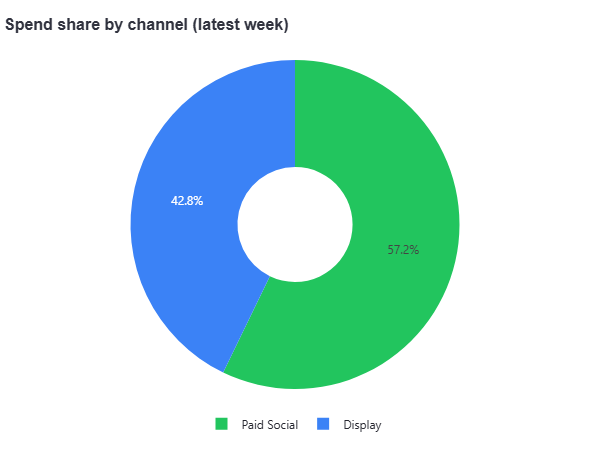 Spend share by channel (latest week)
42.8%
57.2%
Paid Social
Display